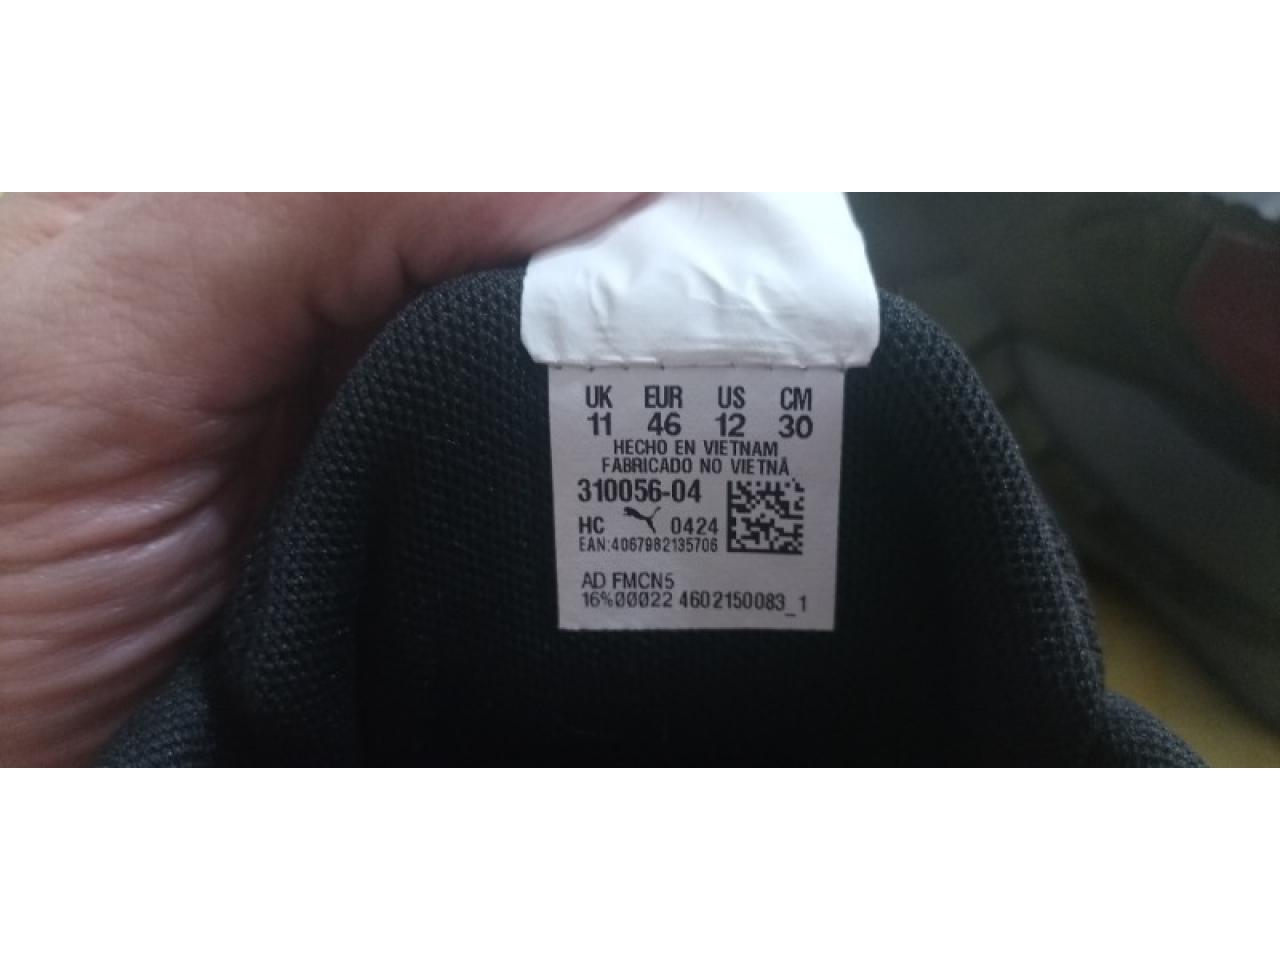 UK EUR US CM
11 46 12 30
HECHO EN VIETNAM
FABRICADO NO VIETNÃ
310056-04
HC 0424
EAN:4067982135706
AD FMCN5
16%00022 4602150083_1